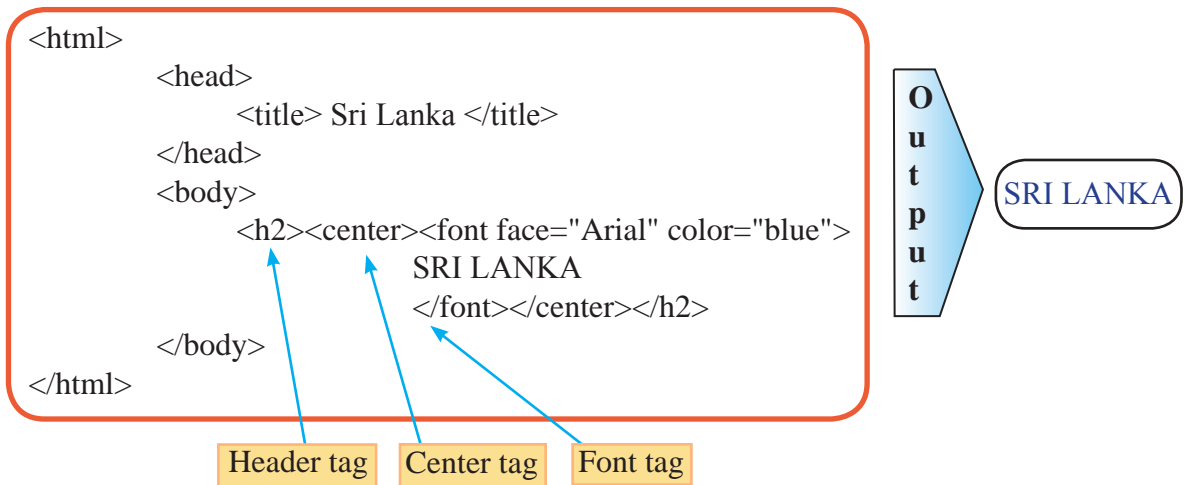 <html>
<head>
<title> Sri Lanka </title>
</head>
<body>
<h2><center><font face="Arial" color="blue">
SRI LANKA
</font></center></h2>
</body>
</html>
Header tag
Center tag
Font tag
Output
SRI LANKA